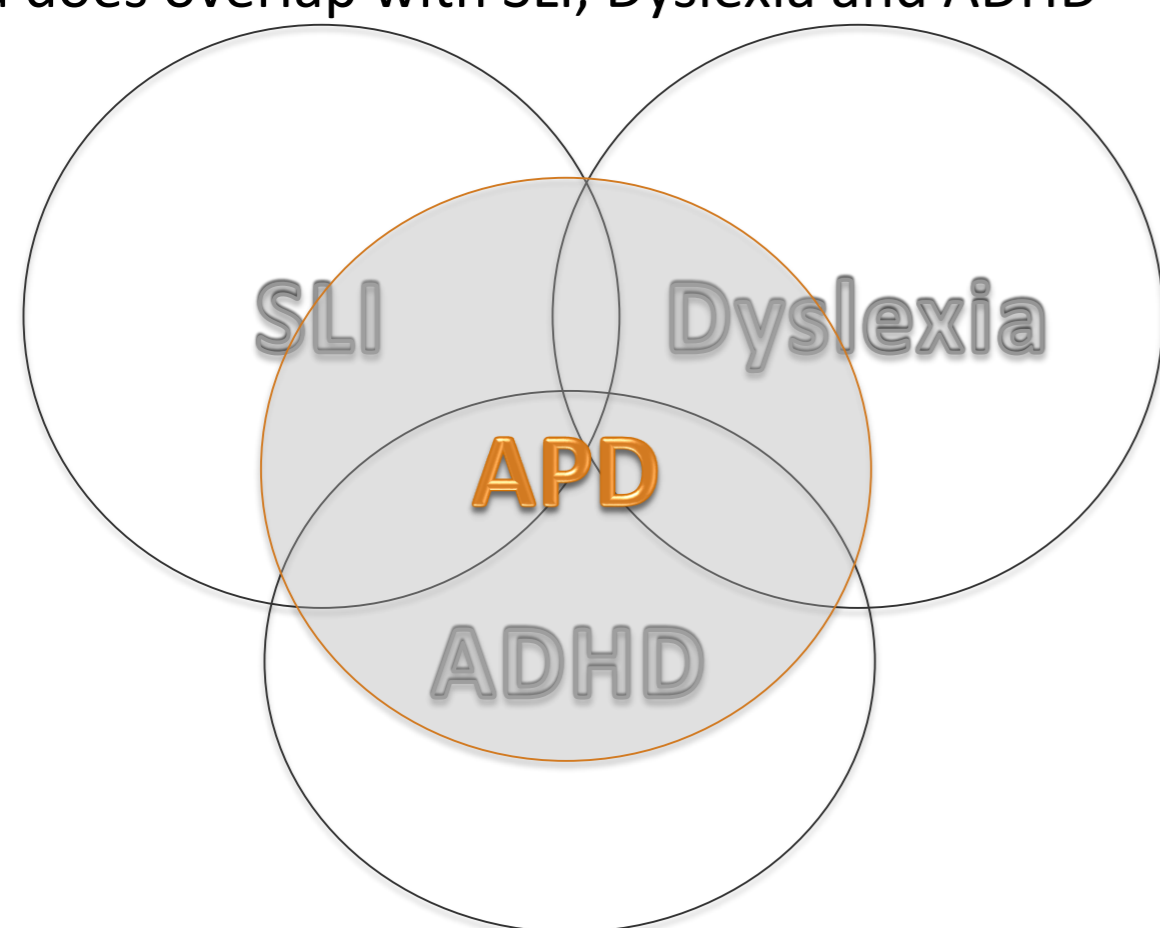 does overlap with SLI, Dyslexia and ADHD
SLI
Dyslexia
APD
ADHD